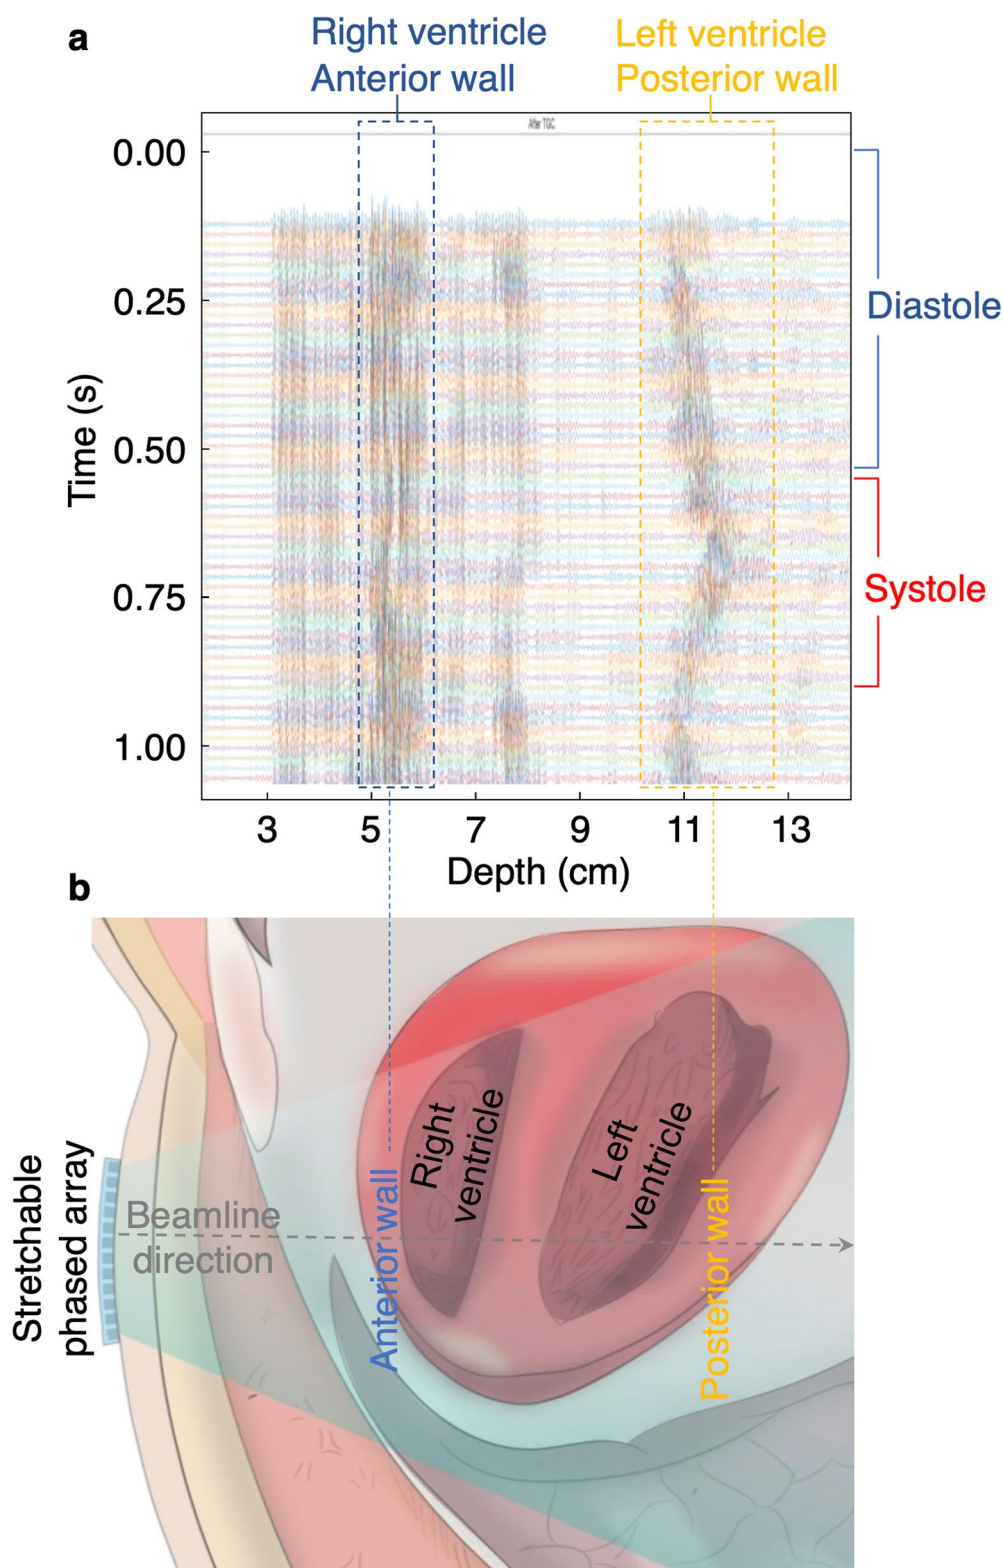 a
Right ventricle
Anterior wall
Left ventricle
Posterior wall
After TGC
0.00
0.25
0.50
0.75
1.00
Time (s)
Diastole
Systole
3 5 7 9 11 13
Depth (cm)
b
Right
ventricle
Left
ventricle
Stretchable
phased array
Beamline
direction
Anterior wall
Posterior wall